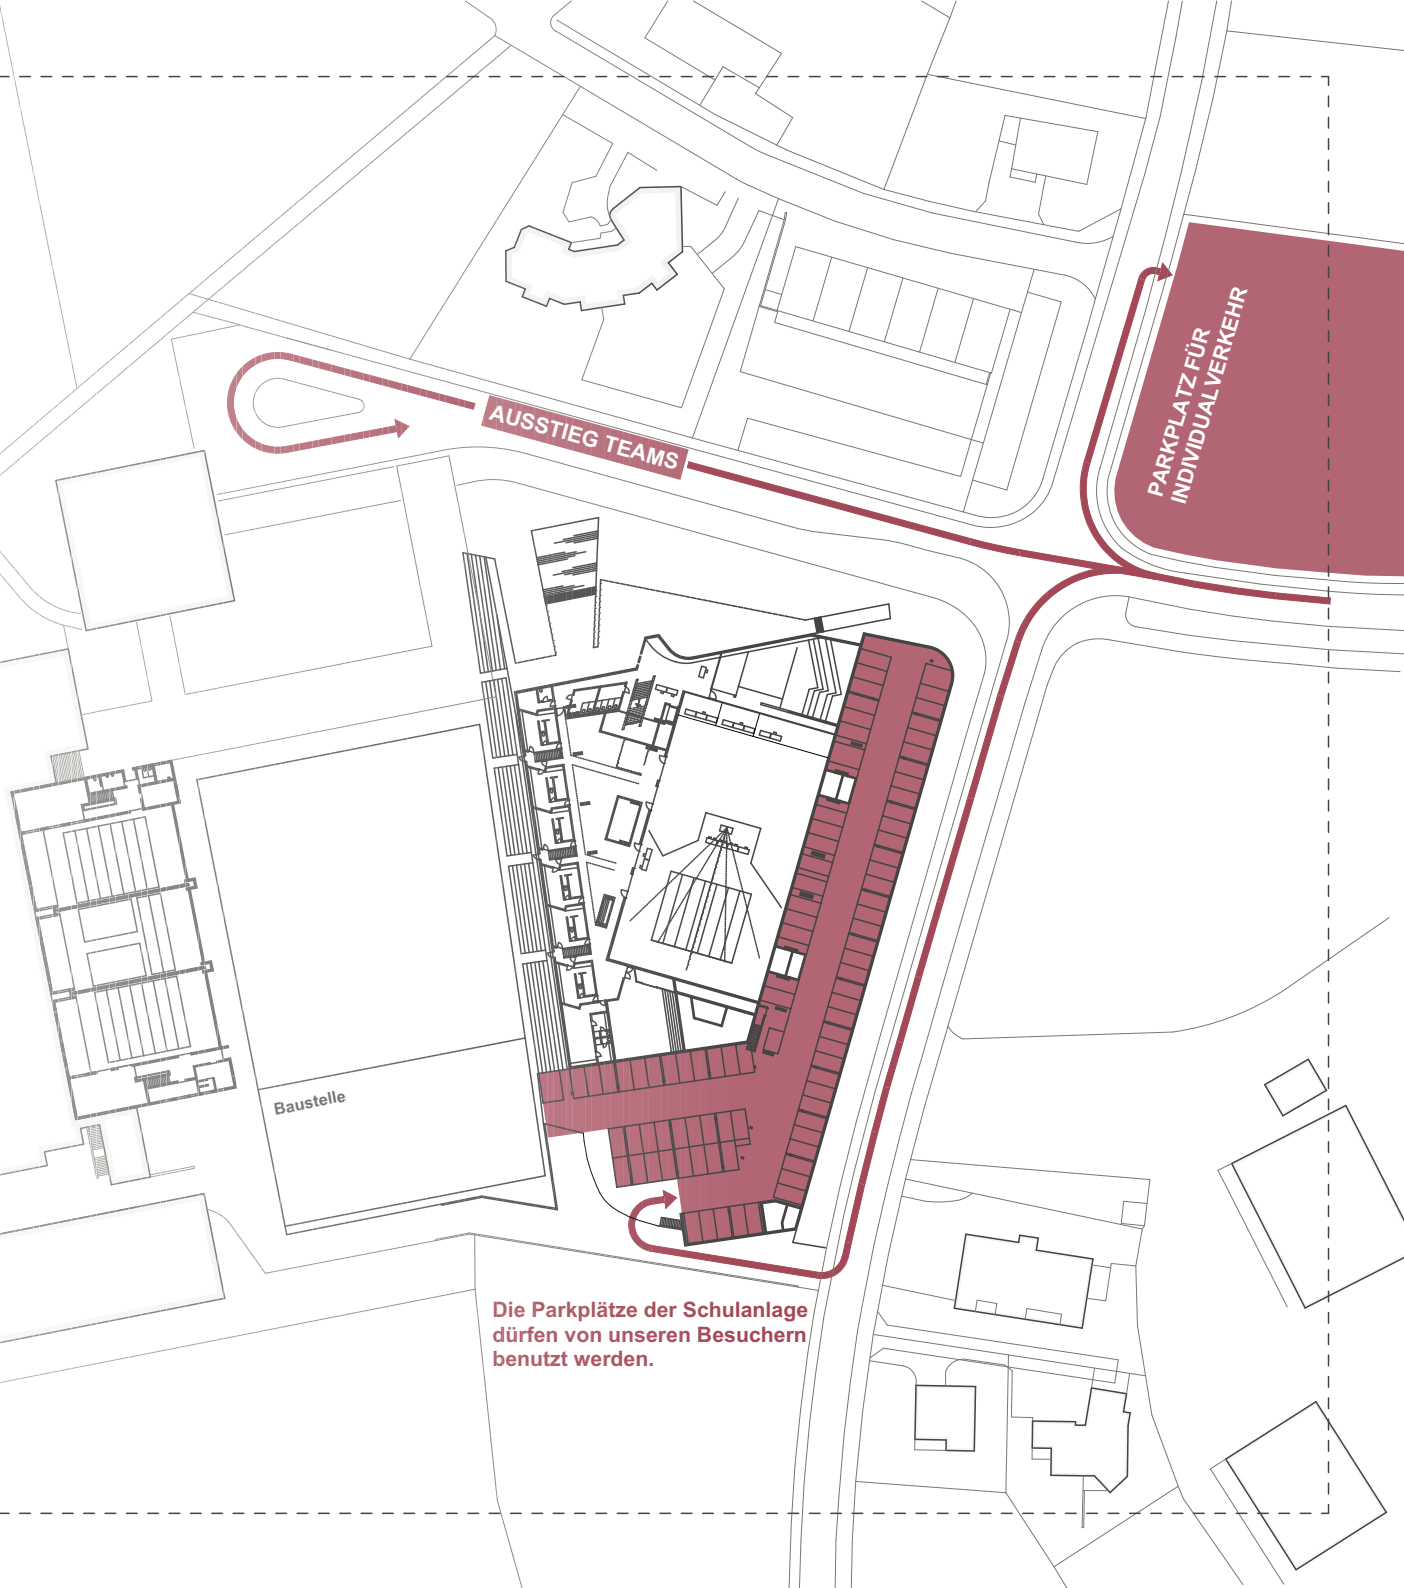 PARKPLATZ FÜR
INDIVIDUALVERKEHR
AUSSTIEG TEAMS
Baustelle
Die Parkplätze der Schulanlage
dürfen von unseren Besuchern
benutzt werden.